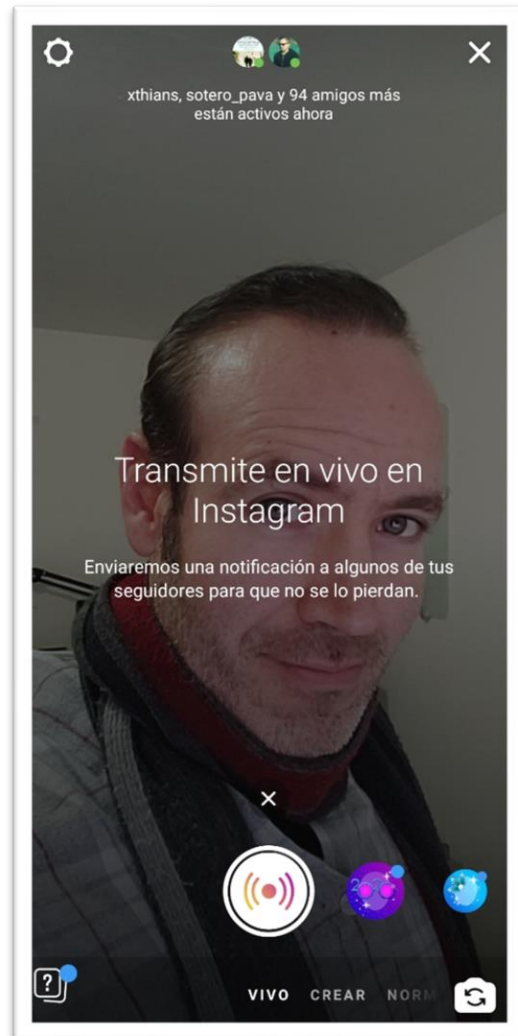 xthians, sotero_pava y 94 amigos más
están activos ahora
Transmite en vivo en
Instagram
Enviaremos una notificación a algunos de tus
seguidores para que no se lo pierdan.
VIVO CREAR NORM